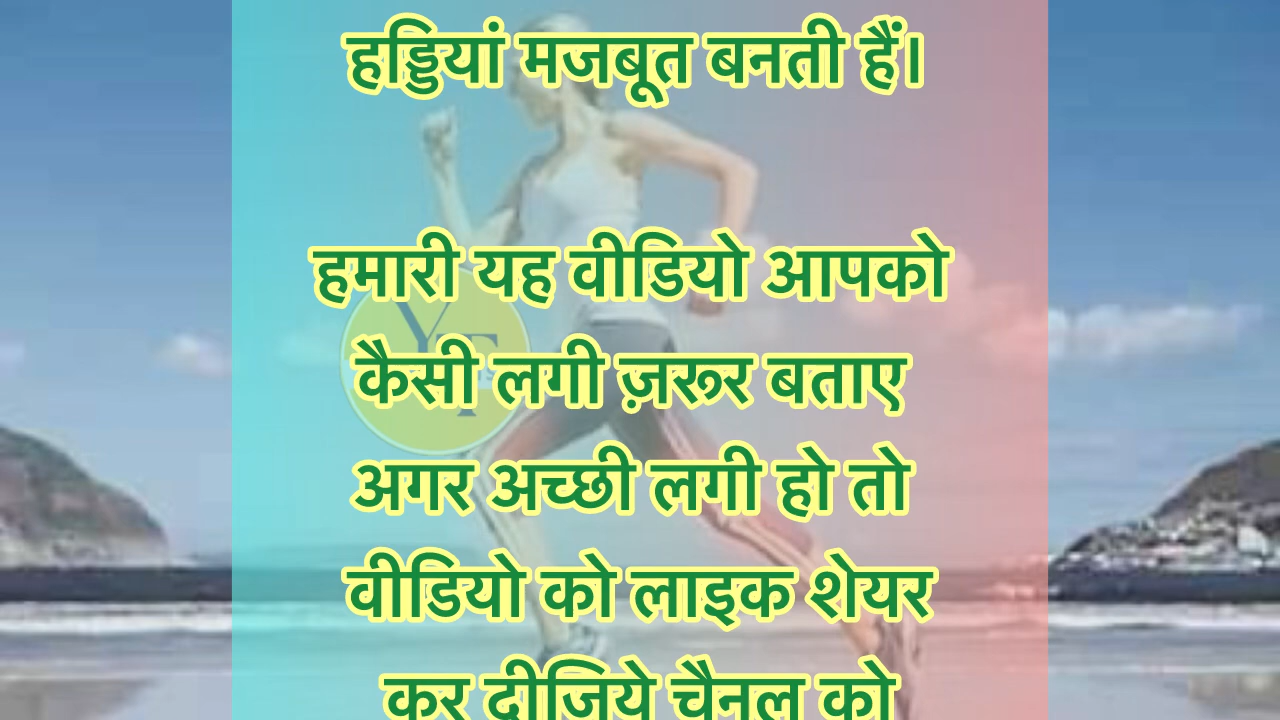 हड्डियां मजबूत बनती हैं।
हमारी यह वीडियो आपको
कैसी लगी ज़रूर बताए
अगर अच्छी लगी हो तो
वीडियो को लाइक शेयर
कर दीजिये चैनल को